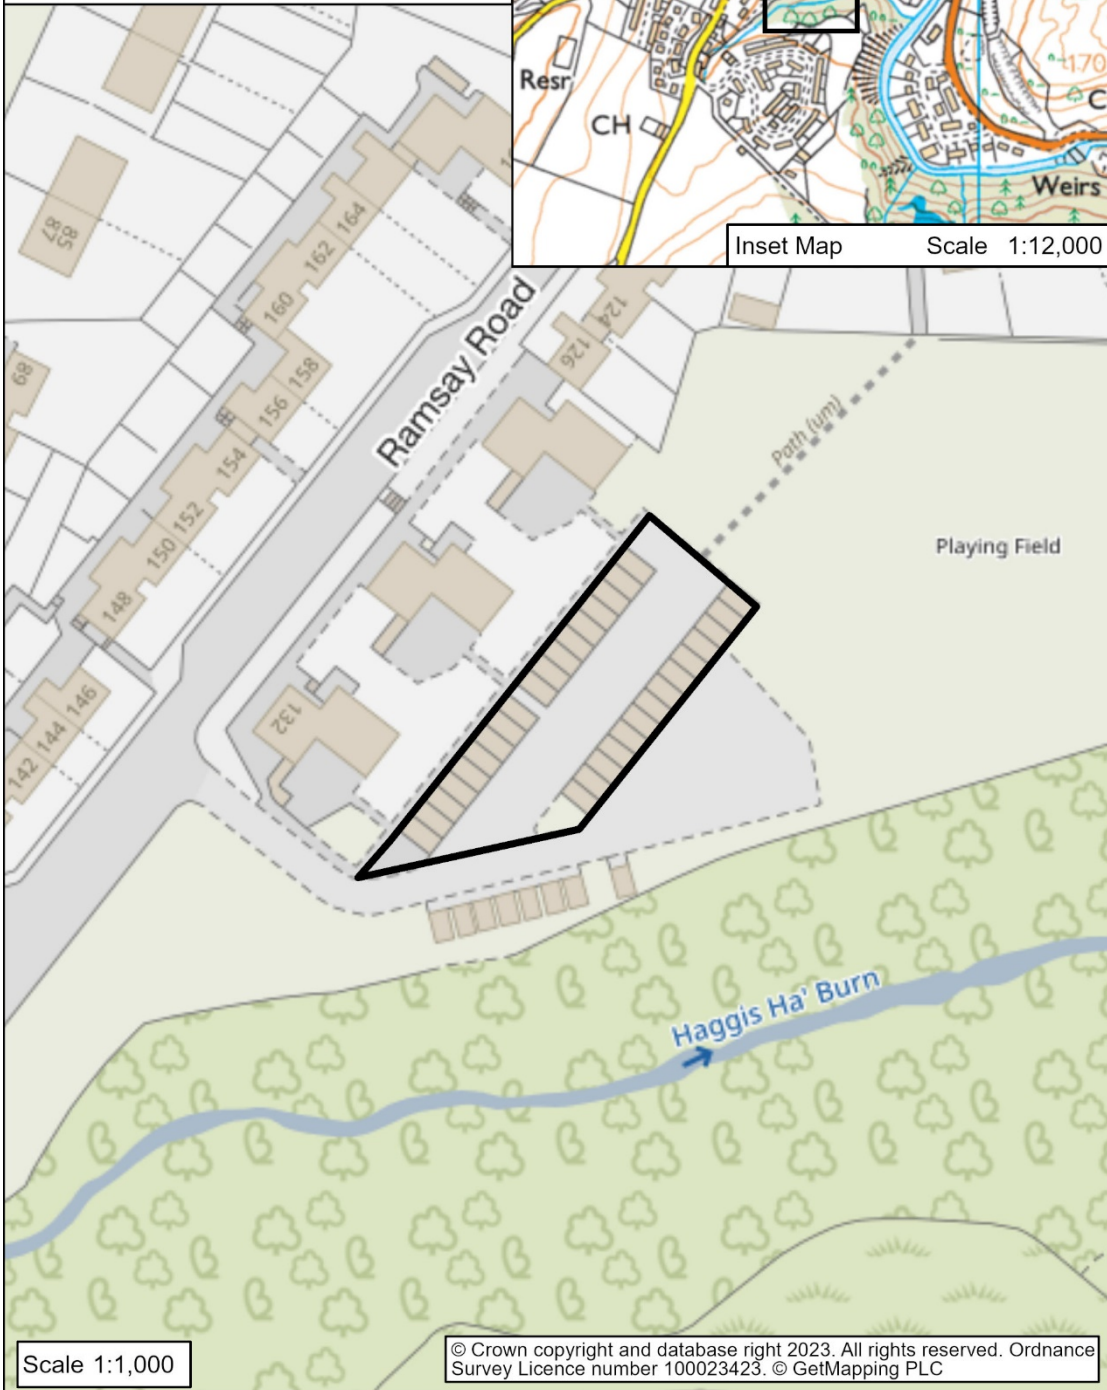 Resr
CH
170
C
Weirs
Inset Map Scale 1:12,000
85
87
68
164
162
160
158
156
154
152
150
148
146
144
142
124
126
132
Ramsay Road
Path (um)
Playing Field
Haggis Ha' Burn
Scale 1:1,000
© Crown copyright and database right 2023. All rights reserved. Ordnance
Survey Licence number 100023423. © GetMapping PLC